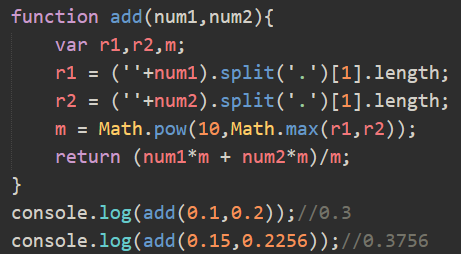 function add(num1,num2){
    var r1,r2,m;
    r1 = (''+num1).split('.')[1].length;
    r2 = (''+num2).split('.')[1].length;
    m = Math.pow(10,Math.max(r1,r2));
    return (num1*m + num2*m)/m;
}
console.log(add(0.1,0.2));//0.3
console.log(add(0.15,0.2256));//0.3756